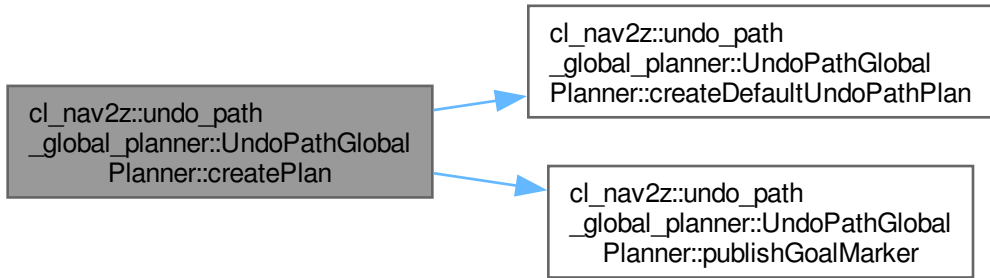 cl_nav2z::undo_path
_global_planner::UndoPathGlobal
Planner::createPlan
cl_nav2z::undo_path
_global_planner::UndoPathGlobal
Planner::createDefaultUndoPathPlan
cl_nav2z::undo_path
_global_planner::UndoPathGlobal
Planner::publishGoalMarker